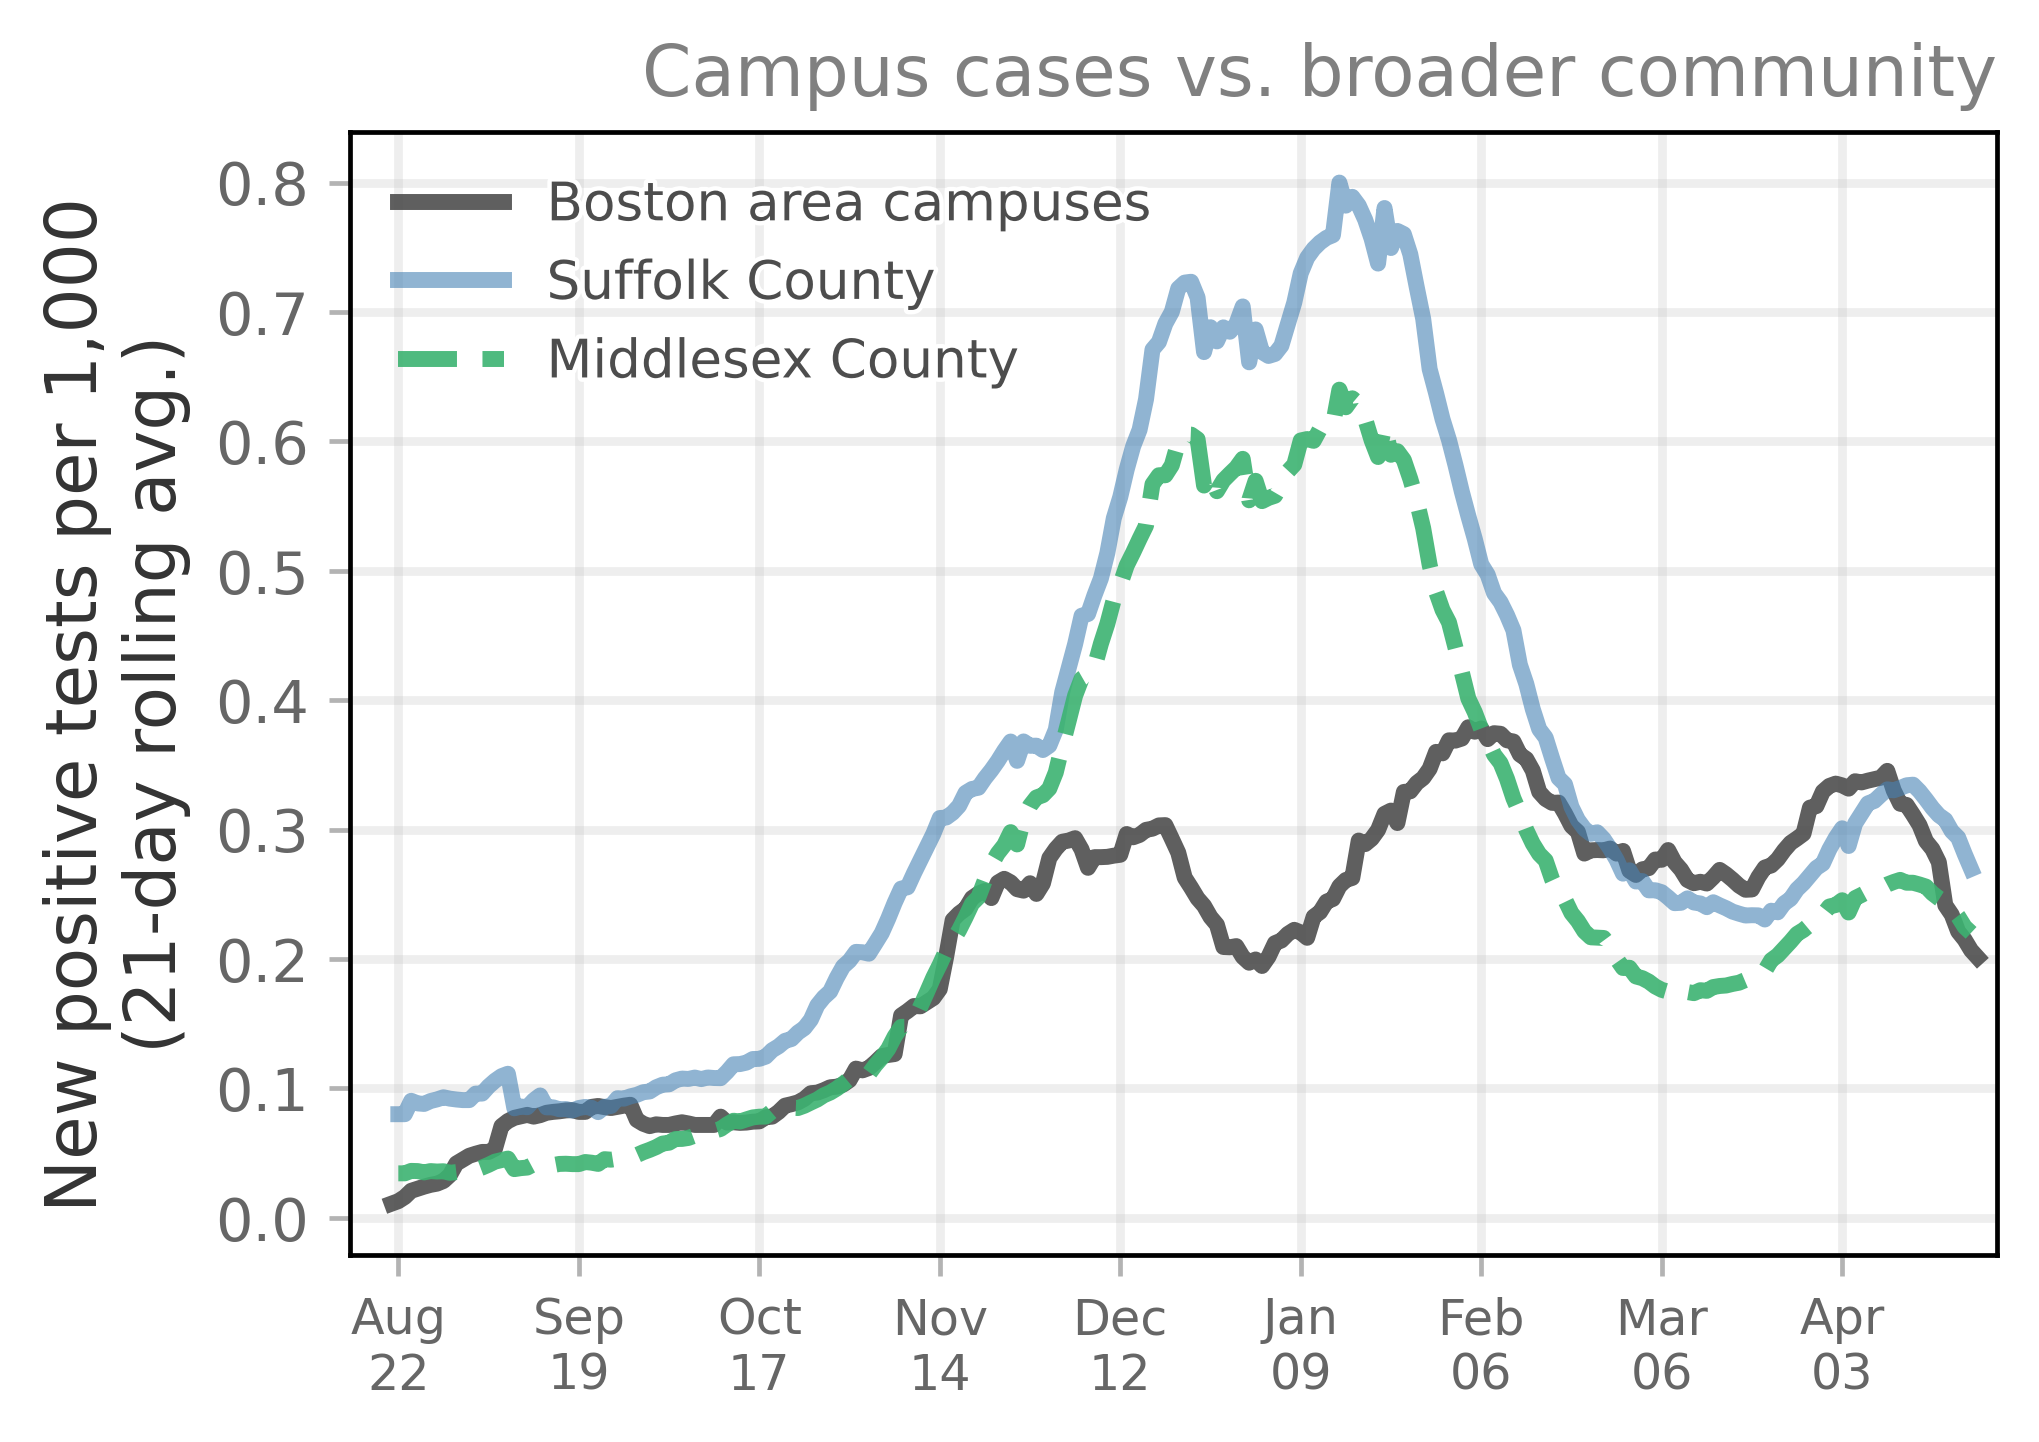 Campus cases vs. broader community
New positive tests per 1,000
(21-day rolling avg.)
0.8
0.7
0.6
0.5
0.4
0.3
0.2
0.1
0.0
Boston area campuses
Suffolk County
Middlesex County
Aug
22
Sep
19
Oct
17
Nov
14
Dec
12
Jan
09
Feb
06
Mar
06
Apr
03